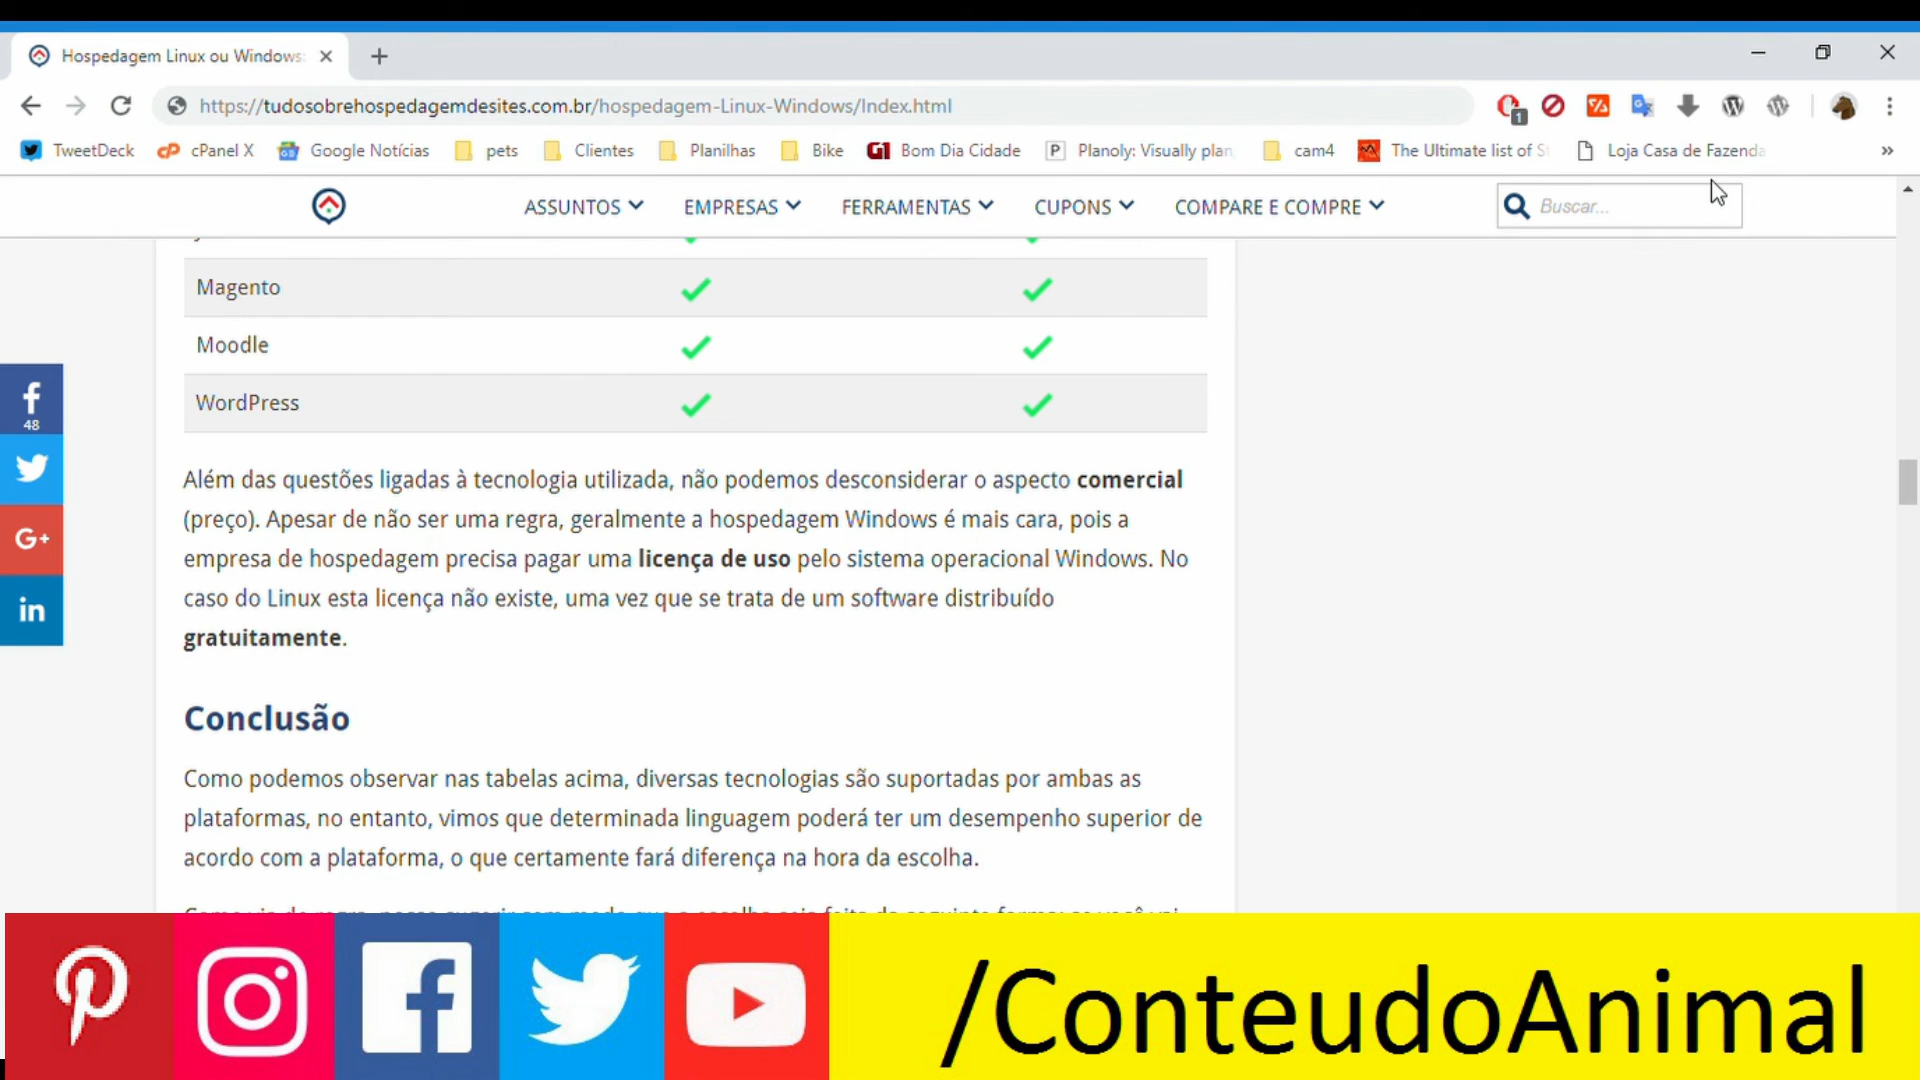 Hospedagem Linux ou Windows:
https://tudosobrehospedagemdesites.com.br/hospedagem-Linux-Windows/Index.html
1
TweetDeck cPanel X Google Notícias pets Clientes Planilhas Bike G1 Bom Dia Cidade P Planoly: Visually plan cam4 The Ultimate list of S Loja Casa de Fazenda »
ASSUNTOS EMPRESAS FERRAMENTAS CUPONS COMPARE E COMPRE Buscar...
Magento
Moodle
WordPress
48
G+
in
Além das questões ligadas à tecnologia utilizada, não podemos desconsiderar o aspecto comercial
(preço). Apesar de não ser uma regra, geralmente a hospedagem Windows é mais cara, pois a
empresa de hospedagem precisa pagar uma licença de uso pelo sistema operacional Windows. No
caso do Linux esta licença não existe, uma vez que se trata de um software distribuído
gratuitamente.
Conclusão
Como podemos observar nas tabelas acima, diversas tecnologias são suportadas por ambas as
plataformas, no entanto, vimos que determinada linguagem poderá ter um desempenho superior de
acordo com a plataforma, o que certamente fará diferença na hora da escolha.
/ConteudoAnimal